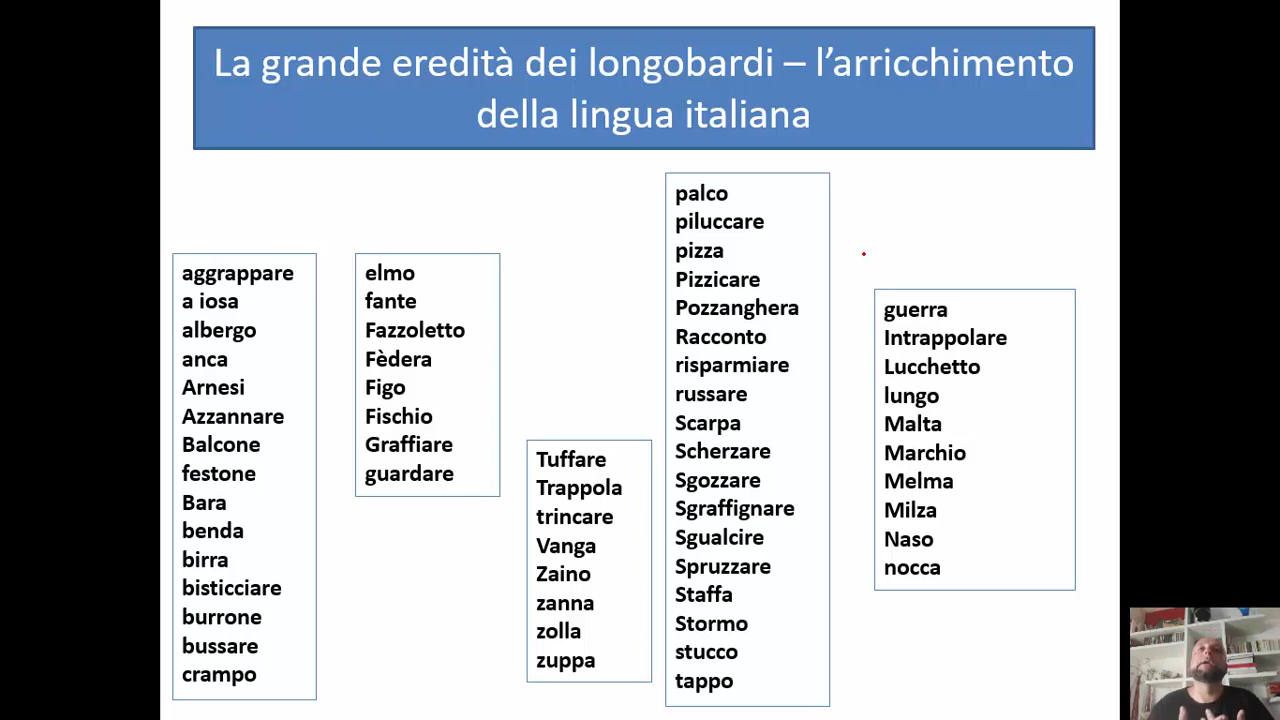 La grande eredità dei longobardi – l’arricchimento
della lingua italiana
aggrappare
a iosa
albergo
anca
Arnesi
Azzannare
Balcone
festone
Bara
benda
birra
bisticciare
burrone
bussare
crampo
elmo
fante
Fazzoletto
Fèdera
Figo
Fischio
Graffiare
guardare
Tuffare
Trappola
trincare
Vanga
Zaino
zanna
zolla
zuppa
palco
piluccare
pizza
Pizzicare
Pozzanghera
Racconto
risparmiare
russare
Scarpa
Scherzare
Sgozzare
Sgraffignare
Sgualcire
Spruzzare
Staffa
Stormo
stucco
tappo
guerra
Intrappolare
Lucchetto
lungo
Malta
Marchio
Melma
Milza
Naso
nocca